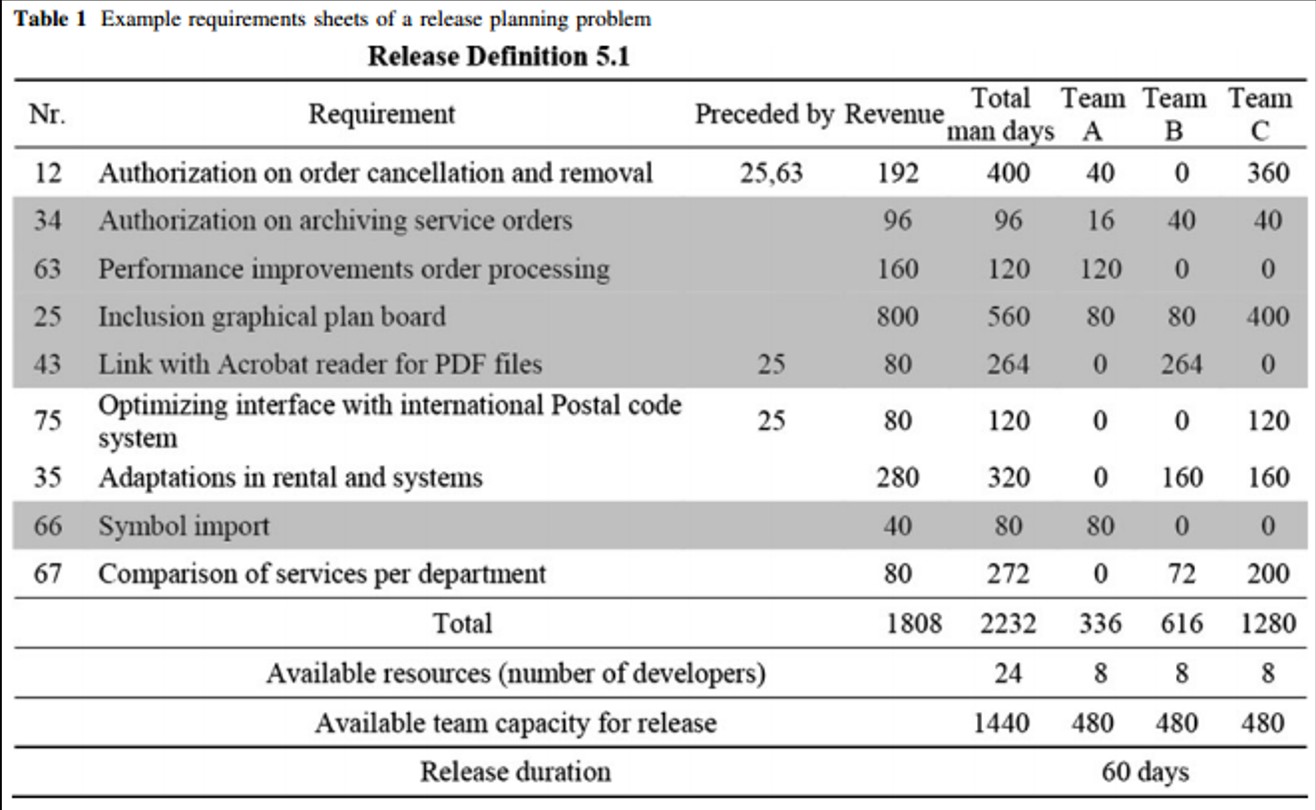 Table 1 Example requirements sheets of a release planning problem
Release Definition 5.1
Nr. Requirement Preceded by Revenue Total man days Team A Team B Team C
12 Authorization on order cancellation and removal 25,63 192 400 40 0 360
34 Authorization on archiving service orders 96 96 16 40 40
63 Performance improvements order processing 160 120 120 0 0
25 Inclusion graphical plan board 800 560 80 80 400
43 Link with Acrobat reader for PDF files 25 80 264 0 264 0
75 Optimizing interface with international Postal code system 25 80 120 0 0 120
35 Adaptations in rental and systems 280 320 0 160 160
66 Symbol import 40 80 80 0 0
67 Comparison of services per department 80 272 0 72 200
Total 1808 2232 336 616 1280
Available resources (number of developers) 24 8 8 8
Available team capacity for release 1440 480 480 480
Release duration 60 days